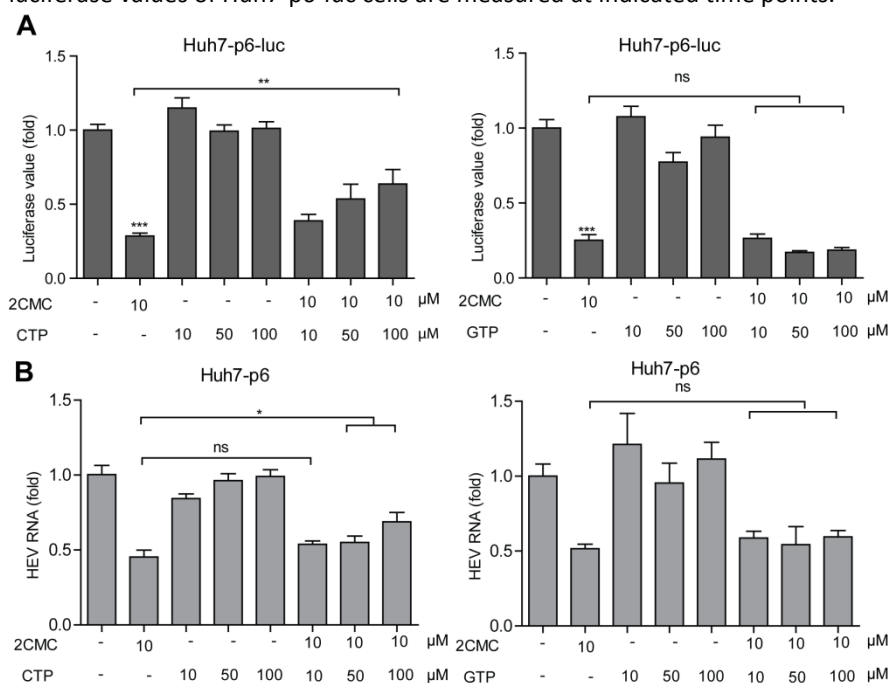 luciferase values of Huh7-p6-luc cells are measured at indicated time points.
A
Huh7-p6-luc
Luciferase value (fold)
1.5
1.0
0.5
0.0
**
***
2CMC - 10 - - - 10 10 10 µM
CTP - - 10 50 100 10 50 100 µM
Huh7-p6-luc
Luciferase value (fold)
1.5
1.0
0.5
0.0
ns
***
2CMC - 10 - - - 10 10 10 µM
GTP - - 10 50 100 10 50 100 µM
B
Huh7-p6
HEV RNA (fold)
1.5
1.0
0.5
0.0
*
ns
2CMC - 10 - - - 10 10 10 µM
CTP - - 10 50 100 10 50 100 µM
Huh7-p6
HEV RNA (fold)
1.5
1.0
0.5
0.0
ns
2CMC - 10 - - - 10 10 10 µM
GTP - - 10 50 100 10 50 100 µM